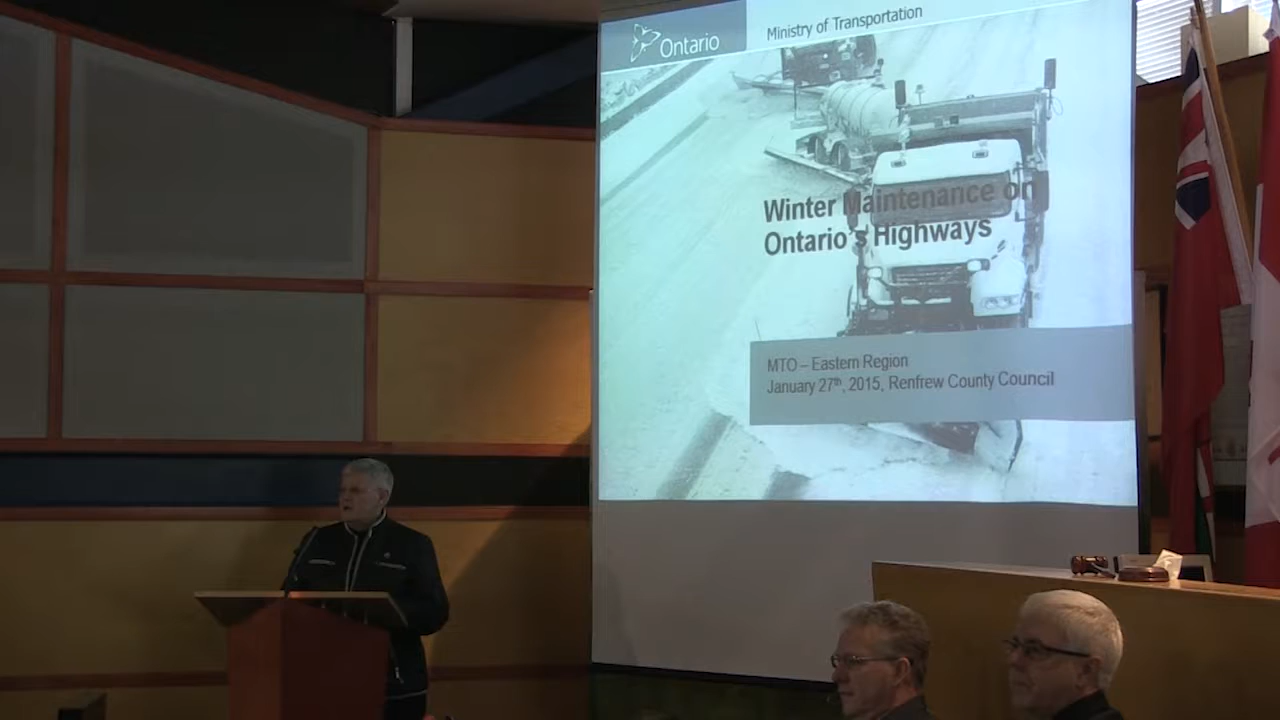 Ontario
Ministry of Transportation
Winter Maintenance on
Ontario's Highways
MTO – Eastern Region
January 27th, 2015, Renfrew County Council